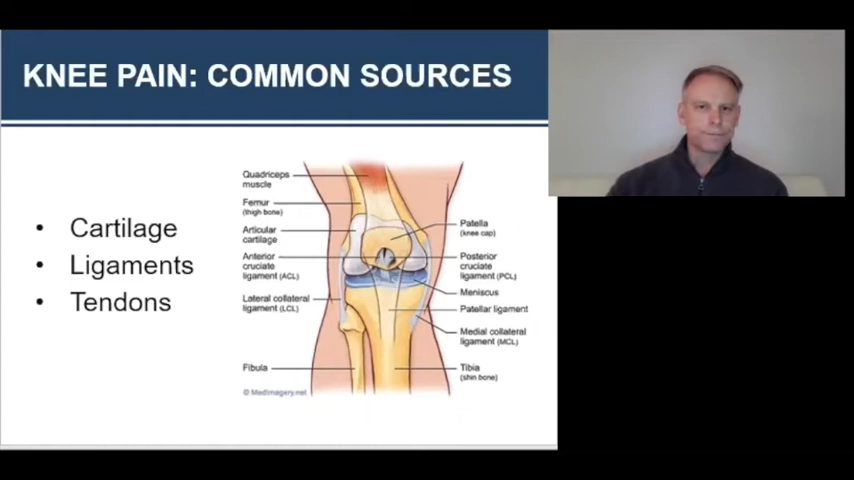 KNEE PAIN: COMMON SOURCES
• Cartilage
• Ligaments
• Tendons
Quadriceps
muscle
Femur
(thigh bone)
Articular
cartilage
Anterior
cruciate
ligament (ACL)
Lateral collateral
ligament (LCL)
Fibula
© Medimagery.net
Patella
(knee cap)
Posterior
cruciate
ligament (PCL)
Meniscus
Patellar ligament
Medial collateral
ligament (MCL)
Tibia
(shin bone)